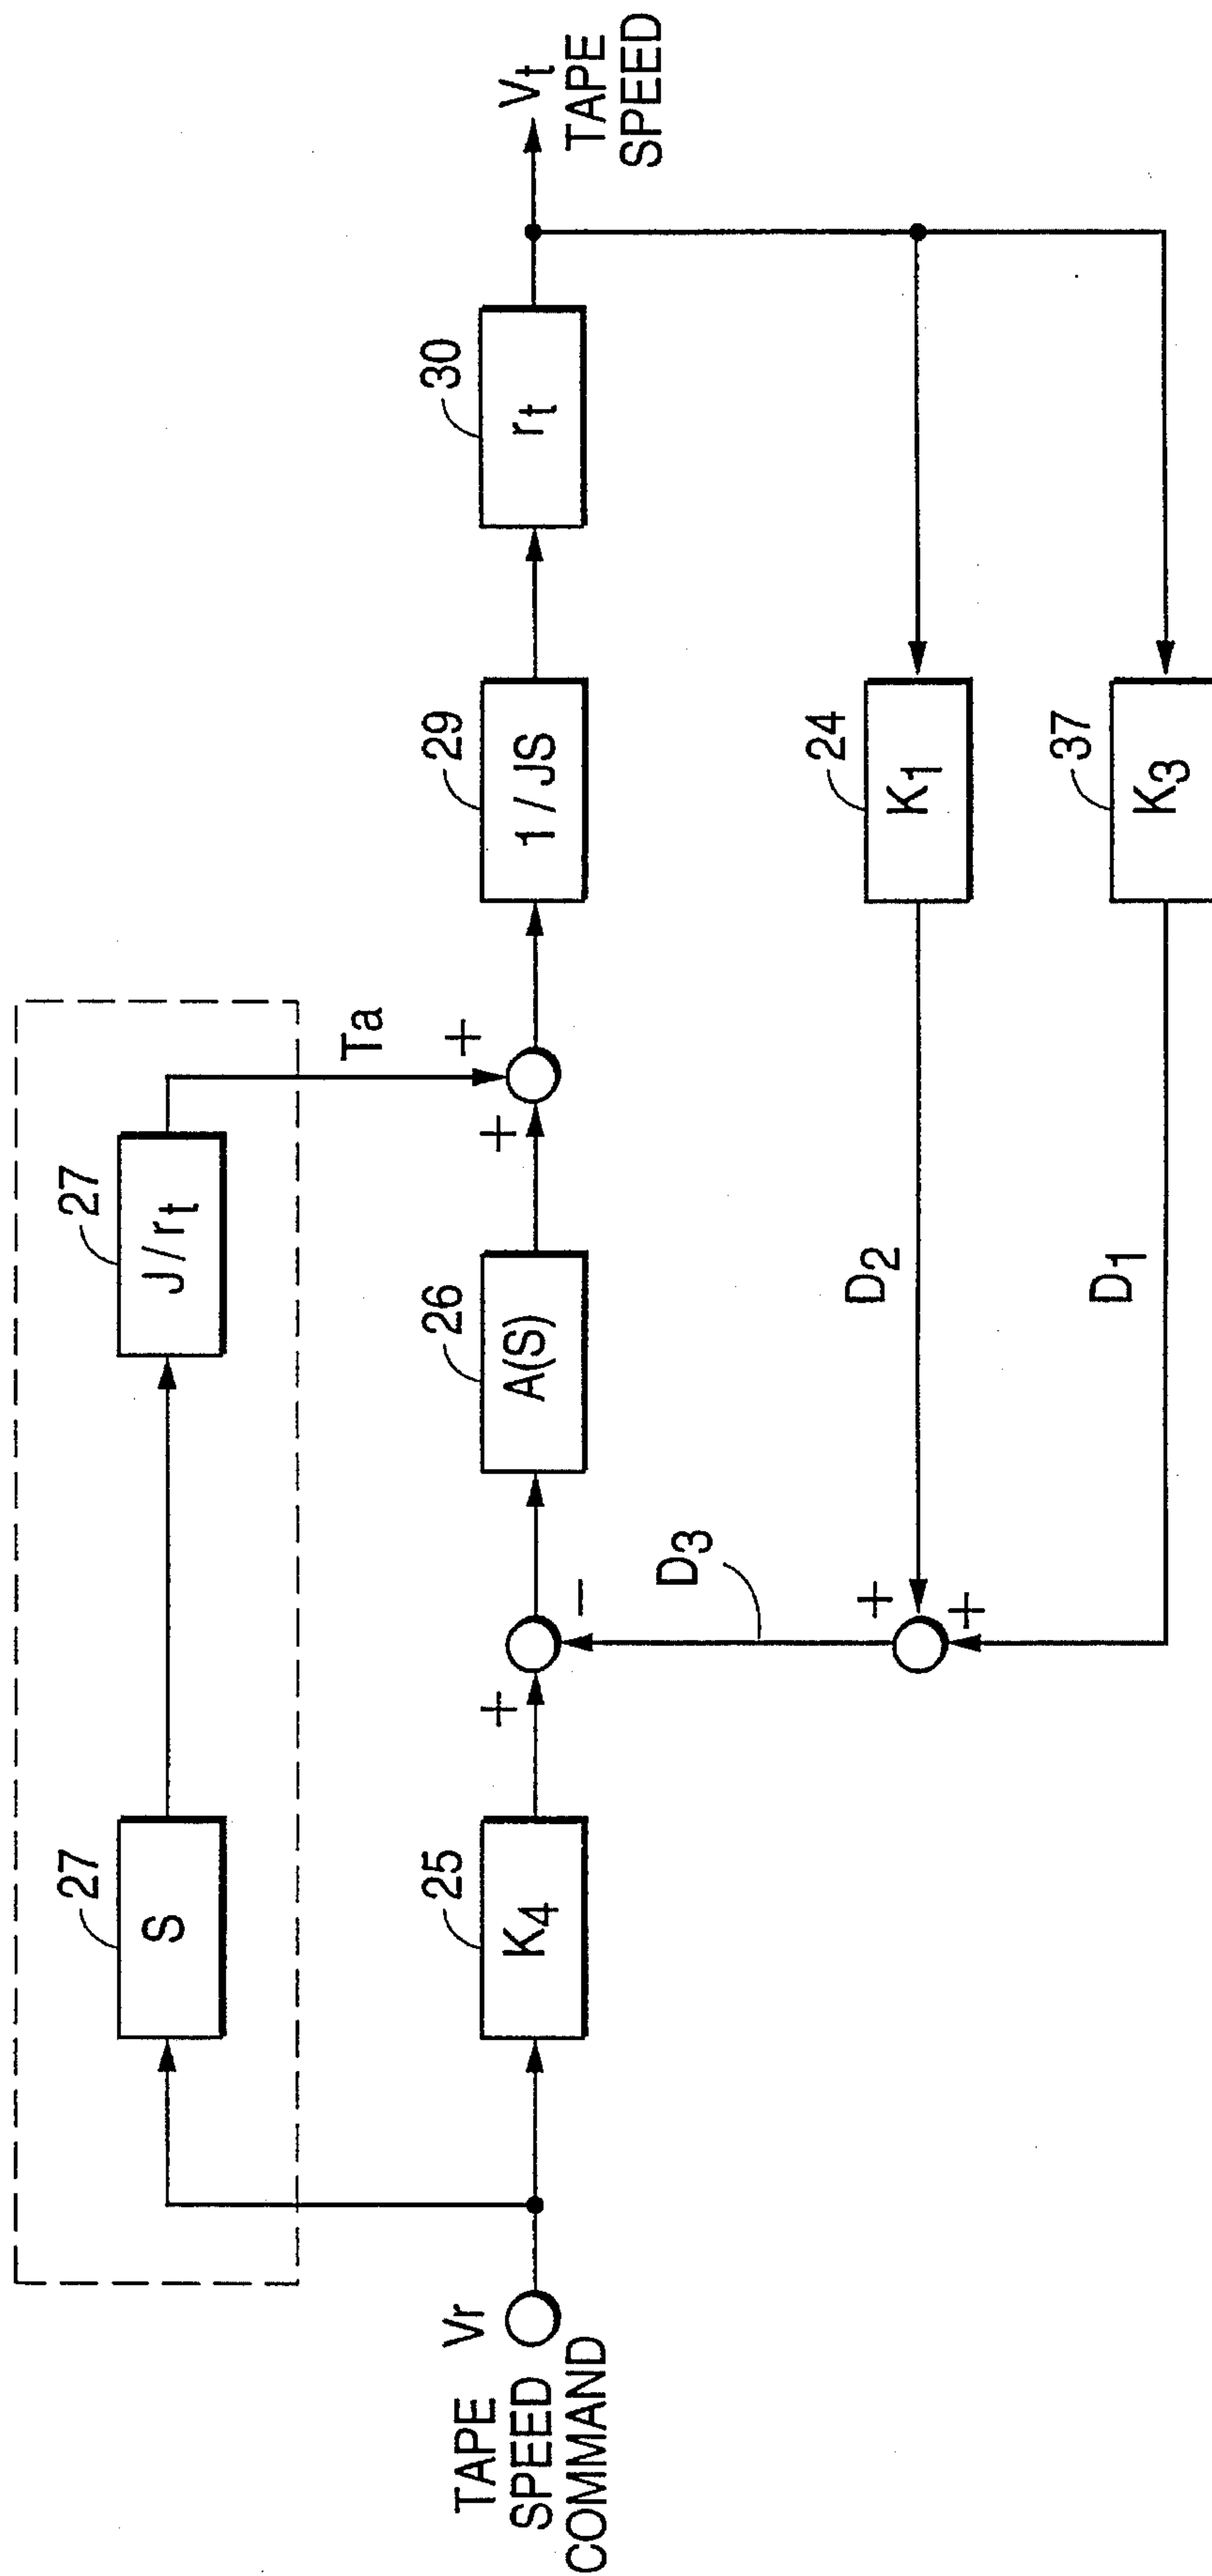 27
S
27
J / rt
Ta
TAPE Vr
SPEED
COMMAND
25
K4
+
−
26
A(S)
+
+
29
1 / JS
30
rt
Vt
TAPE
SPEED
D3
+
+
D2
24
K1
D1
37
K3